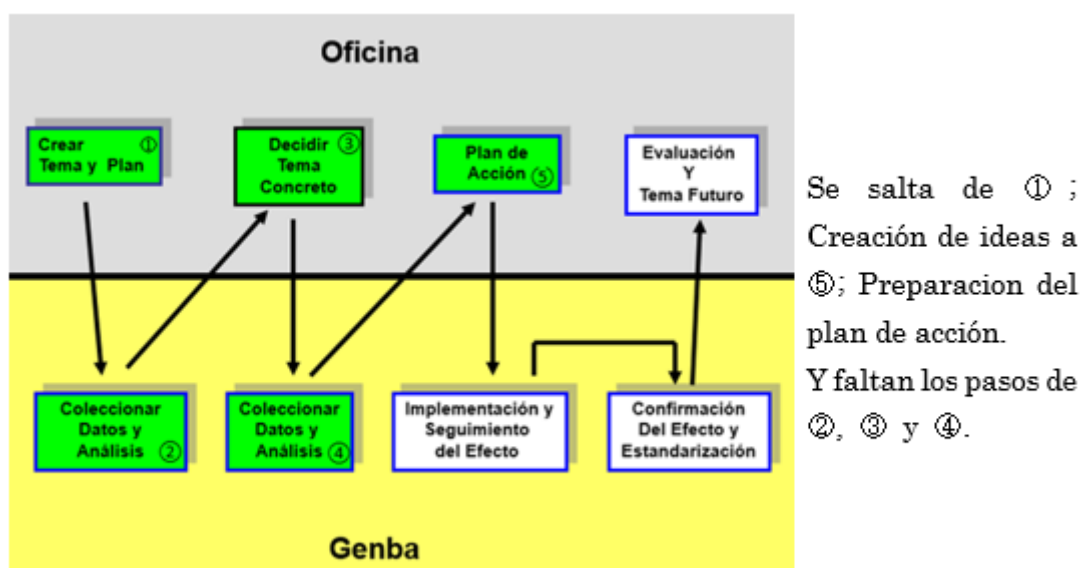 Oficina
Crear ①
Tema y Plan
Decidir ③
Tema
Concreto
Plan de
Acción ⑤
Evaluación
Y
Tema Futuro
Coleccionar
Datos y
Análisis ②
Coleccionar
Datos y
Análisis ④
Implementación y
Seguimiento
del Efecto
Confirmación
Del Efecto y
Estandarización
Genba
Se salta de ①;
Creación de ideas a
⑤; Preparacion del
plan de acción.
Y faltan los pasos de
②, ③ y ④.